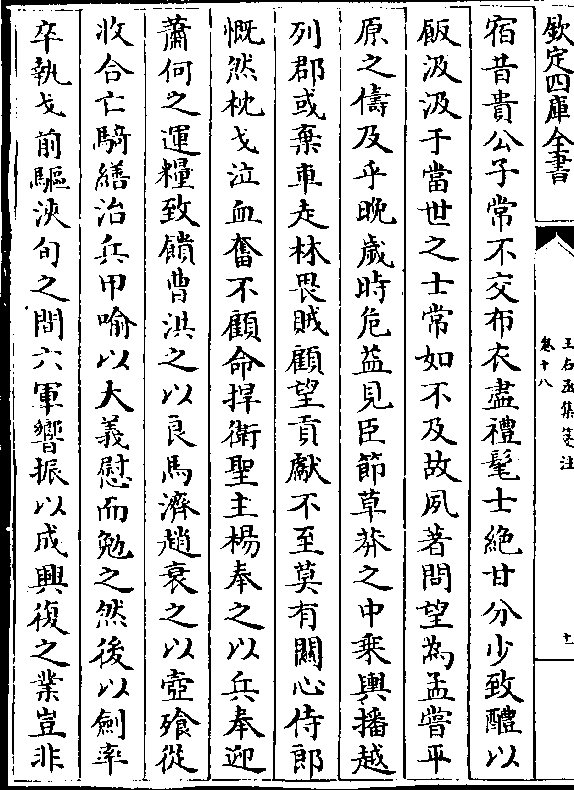 欽定四庫全書
王右丞集箋注
卷十八
十一
宿昔貴公子常不交布衣盡禮髦士絶甘分少致醴以
飯汲汲于當世之士常如不及故夙著問望為孟嘗平
原之儔及乎晚歲時危益見臣節草莽之中乗輿播越
列郡或棄車走林畏賊顧望貢獻不至莫有鬬心侍郎
慨然枕戈泣血奮不顧命捍衛聖主楊奉之以兵奉迎
蕭何之運糧致饋曹洪之以良馬濟趙衰之以壺飱從
收合亡騎繕治兵甲喻以大義慰而勉之然後以劍率
卒執戈前驅浹旬之間六軍響振以成興復之業豈非